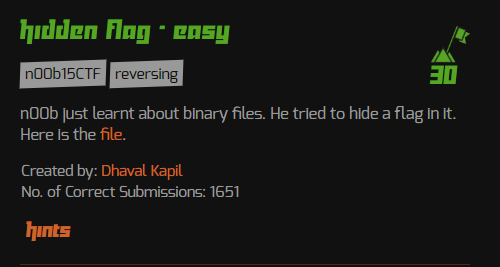 hidden flag - easy
n00b15CTF reversing
30
n00b just learnt about binary files. He tried to hide a flag in it.
Here is the file.
Created by: Dhaval Kapil
No. of Correct Submissions: 1651
hints